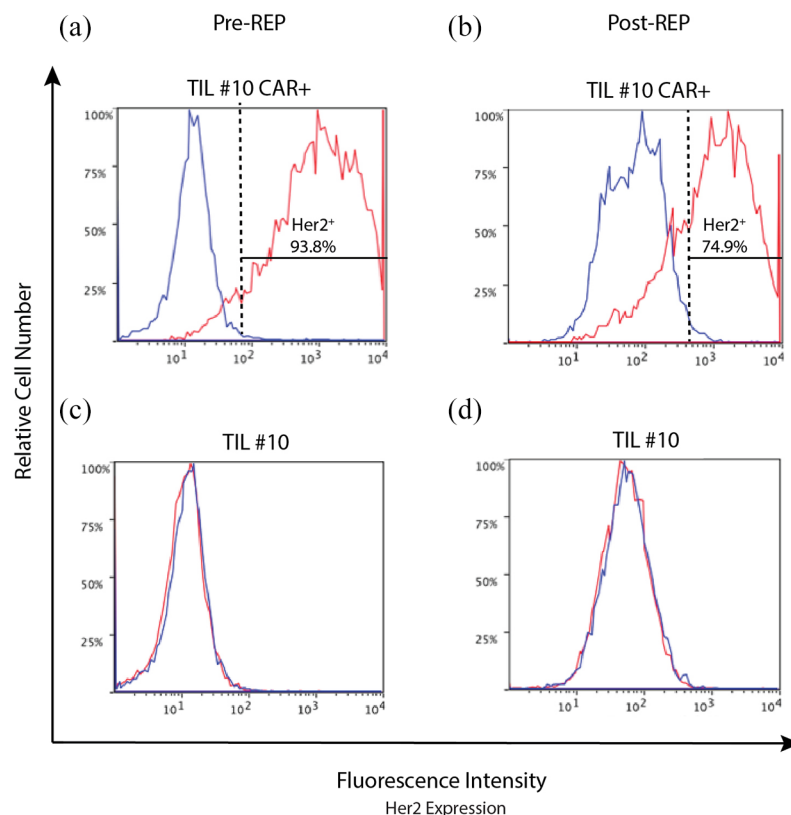 (a)
Pre-REP
(b)
Post-REP
TIL #10 CAR+
100%
75%
50%
25%
Her2⁺
93.8%
10¹
10²
10³
10⁴
TIL #10 CAR+
100%
75%
50%
25%
Her2⁺
74.9%
10¹
10²
10³
10⁴
Relative Cell Number
(c)
TIL #10
100%
75%
50%
25%
10¹
10²
10³
10⁴
(d)
TIL #10
100%
75%
50%
25%
10¹
10²
10³
10⁴
Fluorescence Intensity
Her2 Expression